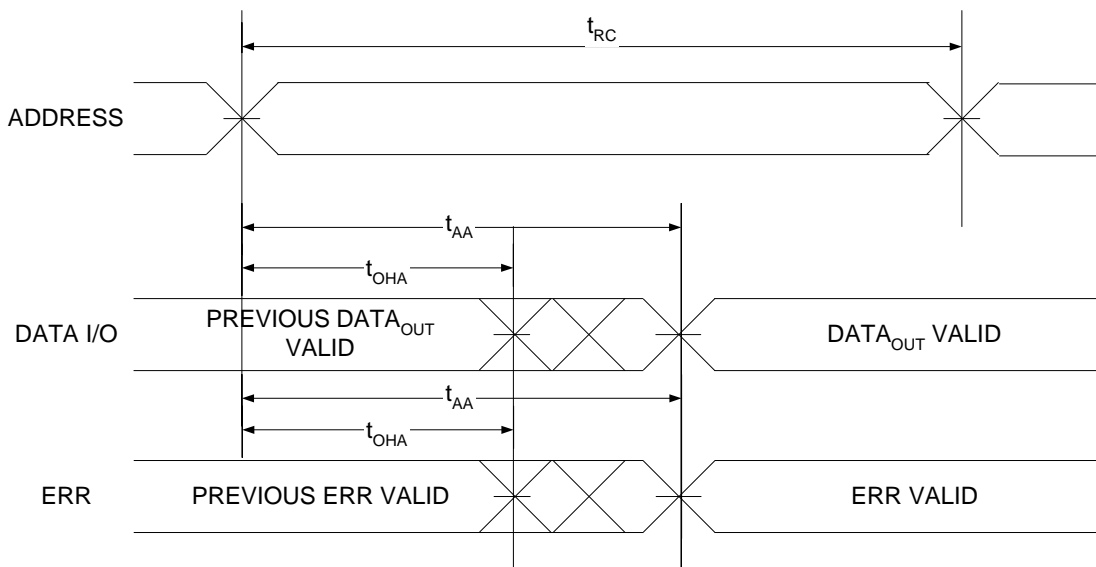 tRC
ADDRESS
tAA
tOHA
DATA I/O
PREVIOUS DATAOUT
VALID
DATAOUT VALID
tAA
tOHA
ERR
PREVIOUS ERR VALID
ERR VALID